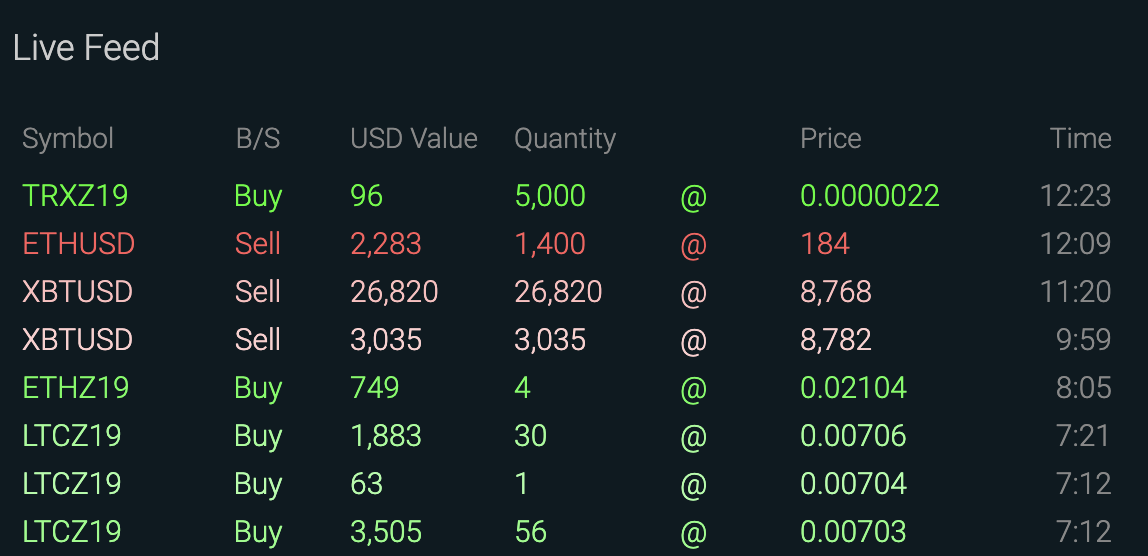 Live Feed
Symbol B/S USD Value Quantity Price Time
TRXZ19 Buy 96 5,000 @ 0.0000022 12:23
ETHUSD Sell 2,283 1,400 @ 184 12:09
XBTUSD Sell 26,820 26,820 @ 8,768 11:20
XBTUSD Sell 3,035 3,035 @ 8,782 9:59
ETHZ19 Buy 749 4 @ 0.02104 8:05
LTCZ19 Buy 1,883 30 @ 0.00706 7:21
LTCZ19 Buy 63 1 @ 0.00704 7:12
LTCZ19 Buy 3,505 56 @ 0.00703 7:12